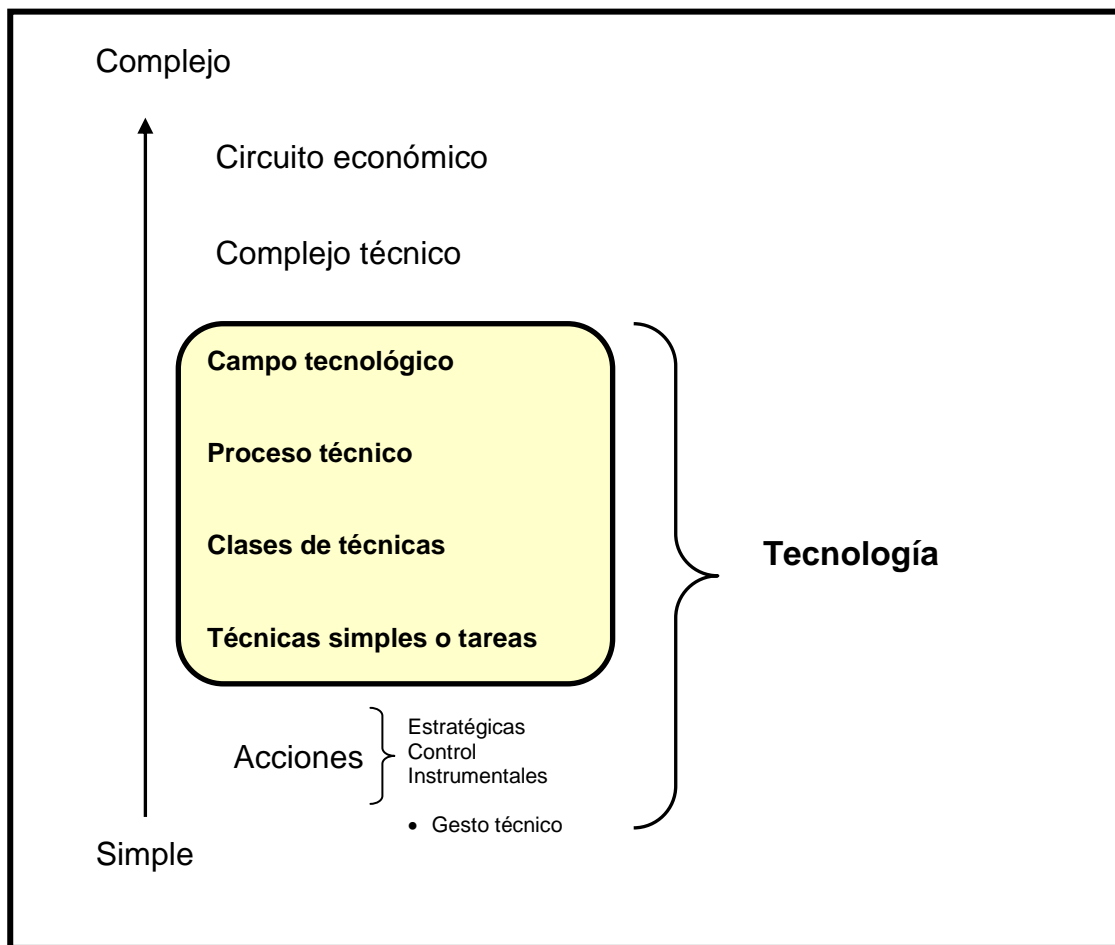 Complejo
Circuito económico
Complejo técnico
Campo tecnológico
Proceso técnico
Clases de técnicas
Tecnología
Técnicas simples o tareas
Acciones
Estratégicas
Control
Instrumentales
• Gesto técnico
Simple